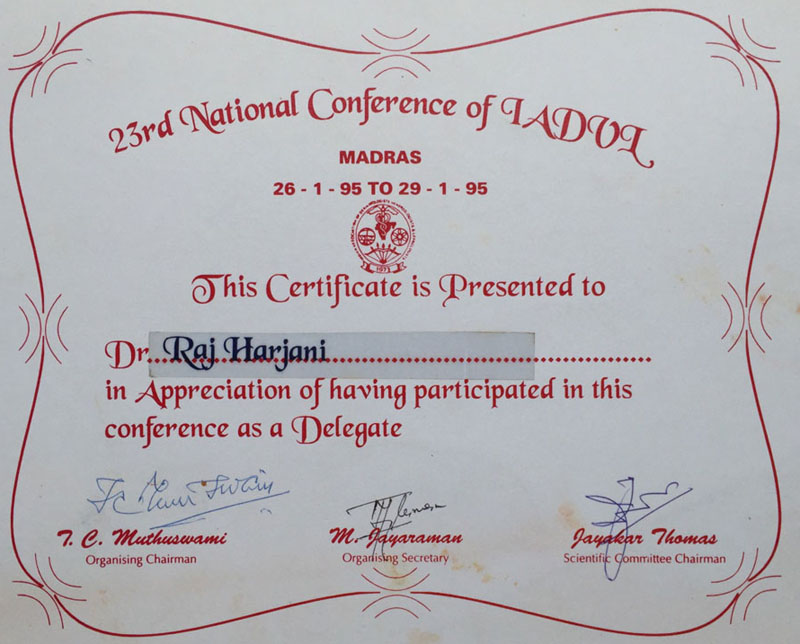 23rd National Conference of IADVL
MADRAS
26 - 1 - 95 TO 29 - 1 - 95
1973
This Certificate is Presented to
Dr. Raj Harjani
in Appreciation of having participated in this
conference as a Delegate
T. C. Muthuswami
M. Jayaraman
Jayakar Thomas
Organising Chairman
Organising Secretary
Scientific Committee Chairman